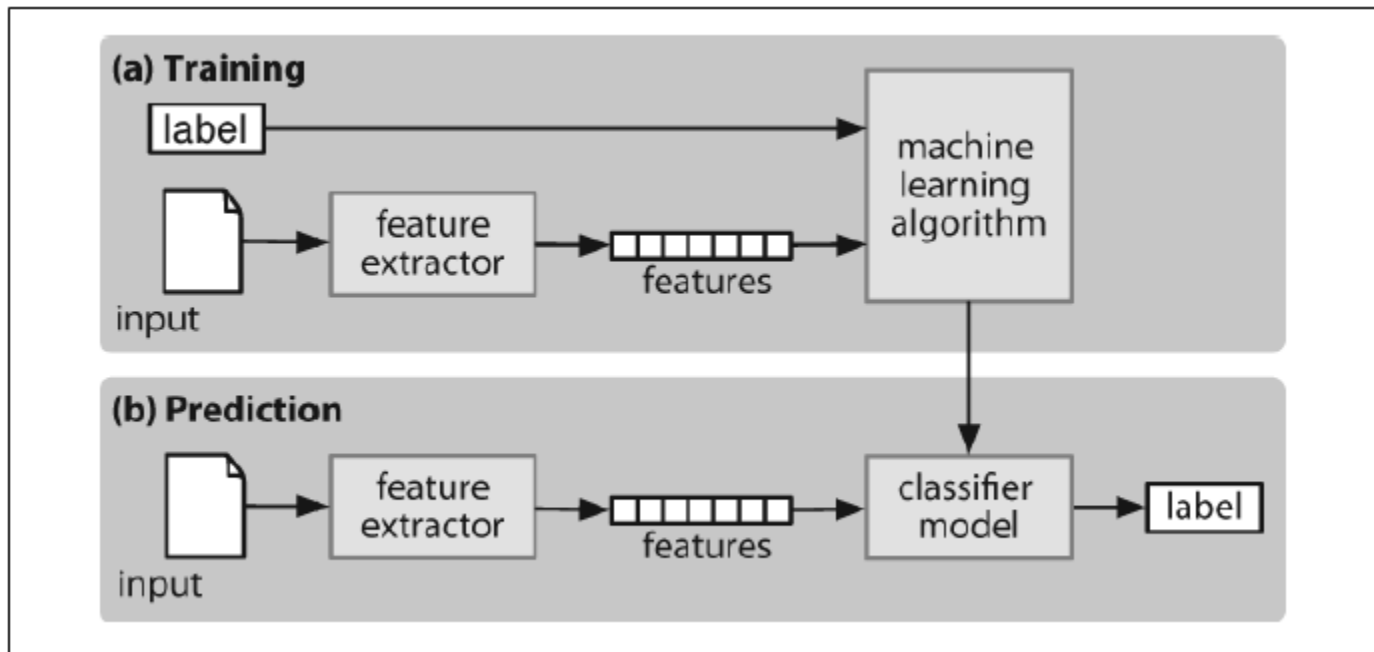 (a) Training
label
machine
learning
algorithm
feature
extractor
features
input
(b) Prediction
feature
extractor
features
classifier
model
label
input